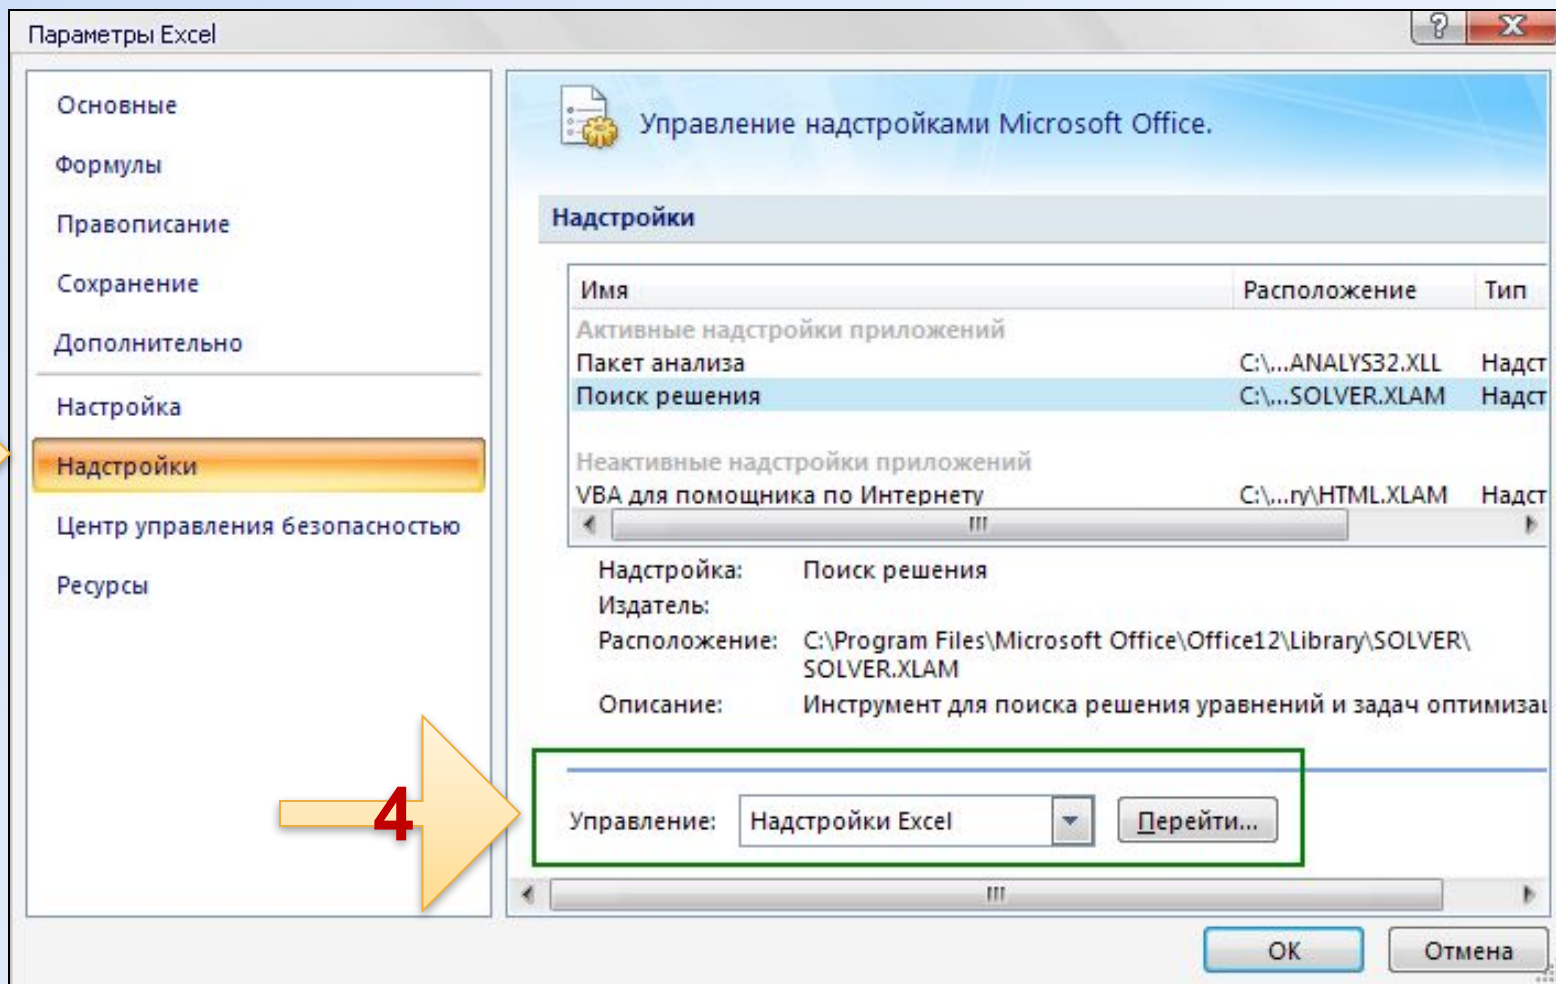 Параметры Excel
?
Основные
Формулы
Правописание
Сохранение
Дополнительно
Настройка
Надстройки
Центр управления безопасностью
Ресурсы
Управление надстройками Microsoft Office.
Надстройки
Имя Расположение Тип
Активные надстройки приложений
Пакет анализа C:\...ANALYS32.XLL Надст
Поиск решения C:\...SOLVER.XLAM Надст
Неактивные надстройки приложений
VBA для помощника по Интернету C:\...ry\HTML.XLAM Надст
Надстройка: Поиск решения
Издатель:
Расположение: C:\Program Files\Microsoft Office\Office12\Library\SOLVER\
SOLVER.XLAM
Описание: Инструмент для поиска решения уравнений и задач оптимизац
4
Управление: Надстройки Excel Перейти...
ОК Отмена